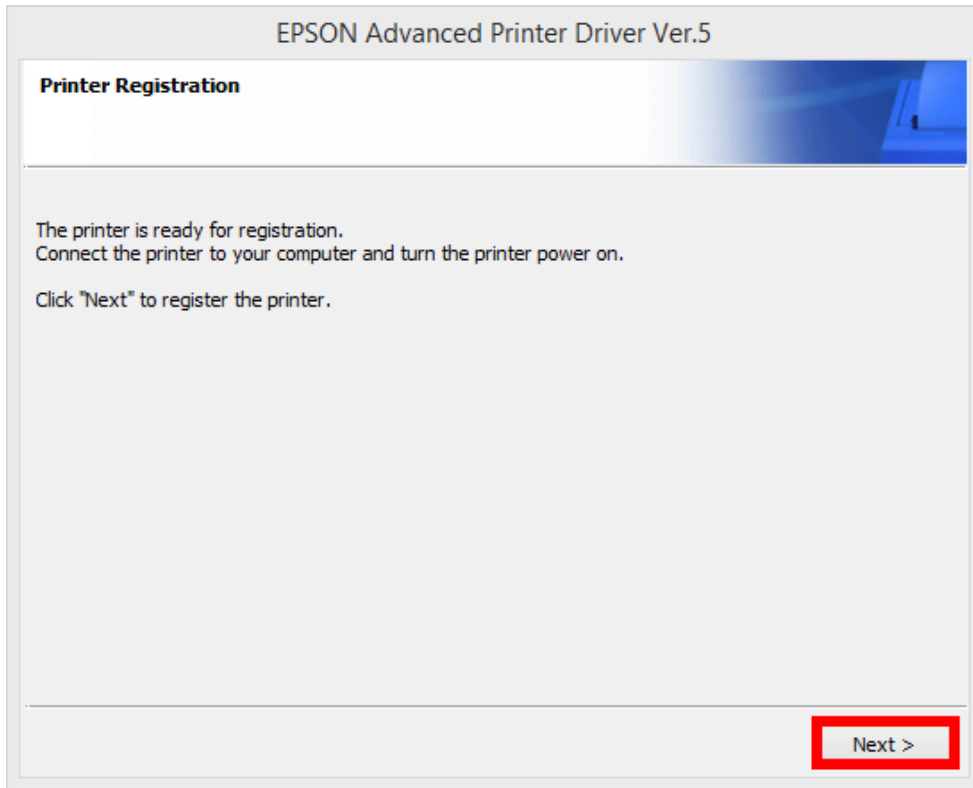 EPSON Advanced Printer Driver Ver.5
Printer Registration
The printer is ready for registration.
Connect the printer to your computer and turn the printer power on.
Click "Next" to register the printer.
Next >